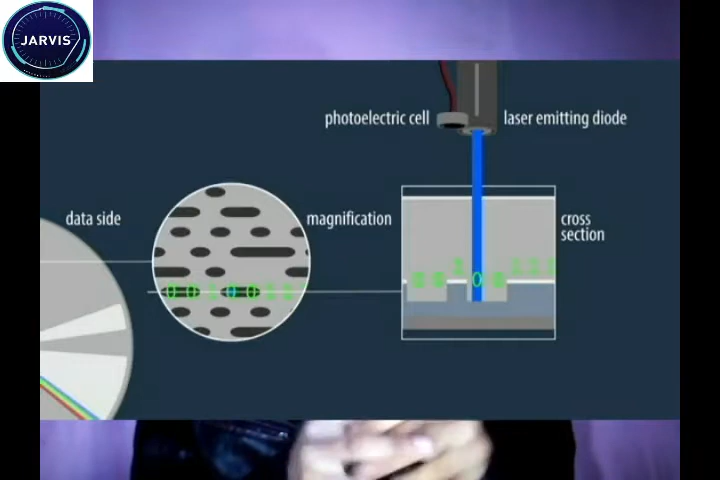 JARVIS
photoelectric cell
laser emitting diode
data side
magnification
cross
section